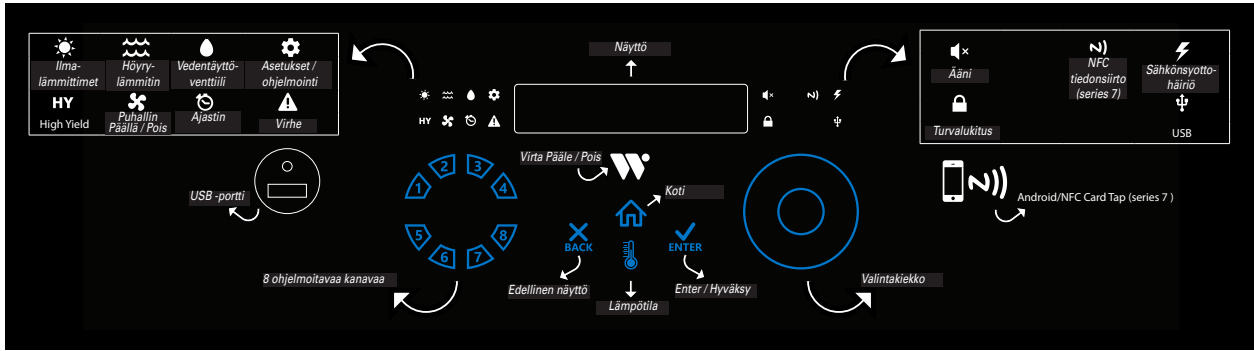 Ilma-
lämmittimet
Höyry-
lämmitin
Vedentäyttö-
venttiili
Asetukset /
ohjelmointi
HY
High Yield
Puhallin
Päällä / Pois
Ajastin
Virhe
Näyttö
HY
Ääni
NFC
tiedonsiirto
(series 7)
Sähkönsyotto-
häiriö
Turvalukitus
USB
USB -portti
1
2
3
4
5
6
7
8
8 ohjelmoitavaa kanavaa
Virta Pääle / Pois
Koti
BACK
ENTER
Edellinen näyttö
Lämpötila
Enter / Hyväksy
Valintakiekko
Android/NFC Card Tap (series 7 )